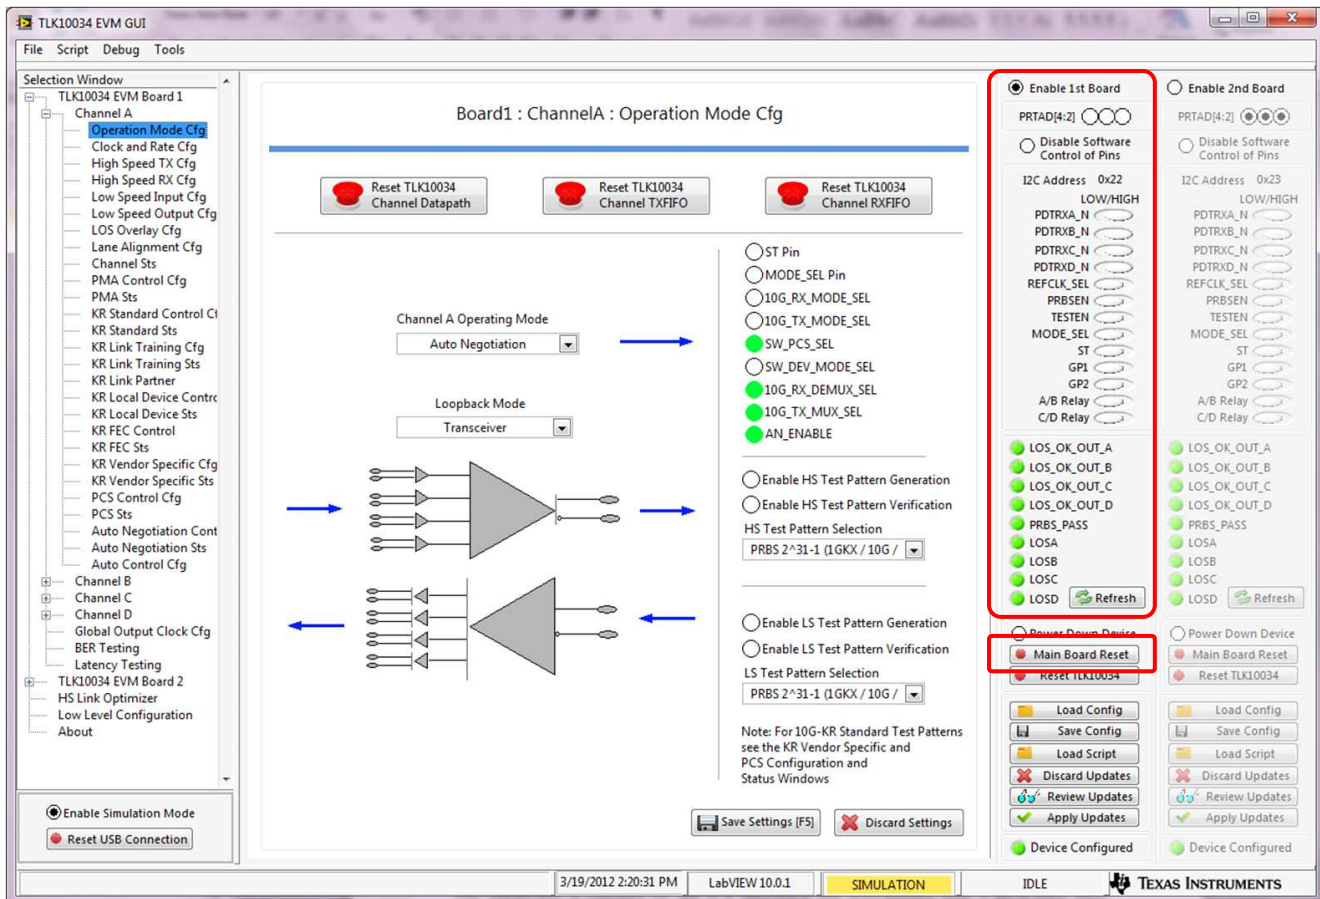 TLK10034 EVM GUI
File Script Debug Tools
Selection Window
TLK10034 EVM Board 1
Channel A
Operation Mode Cfg
Clock and Rate Cfg
High Speed TX Cfg
High Speed RX Cfg
Low Speed Input Cfg
Low Speed Output Cfg
LOS Overlay Cfg
Lane Alignment Cfg
Channel Sts
PMA Control Cfg
PMA Sts
KR Standard Control Ct
KR Standard Sts
KR Link Training Cfg
KR Link Training Sts
KR Link Partner
KR Local Device Contrc
KR Local Device Sts
KR FEC Control
KR FEC Sts
KR Vendor Specific Cfg
KR Vendor Specific Sts
PCS Control Cfg
PCS Sts
Auto Negotiation Cont
Auto Negotiation Sts
Auto Control Cfg
Channel B
Channel C
Channel D
Global Output Clock Cfg
BER Testing
Latency Testing
TLK10034 EVM Board 2
HS Link Optimizer
Low Level Configuration
About
Enable Simulation Mode
Reset USB Connection
Board1 : ChannelA : Operation Mode Cfg
Reset TLK10034
Channel Datapath
Reset TLK10034
Channel TXFIFO
Reset TLK10034
Channel RXFIFO
Channel A Operating Mode
Auto Negotiation
Loopback Mode
Transceiver
ST Pin
MODE_SEL Pin
10G_RX_MODE_SEL
10G_TX_MODE_SEL
SW_PCS_SEL
SW_DEV_MODE_SEL
10G_RX_DEMUX_SEL
10G_TX_MUX_SEL
AN_ENABLE
Enable HS Test Pattern Generation
Enable HS Test Pattern Verification
HS Test Pattern Selection
PRBS 2^31-1 (1GKX / 10G /
Enable LS Test Pattern Generation
Enable LS Test Pattern Verification
LS Test Pattern Selection
PRBS 2^31-1 (1GKX / 10G /
Note: For 10G-KR Standard Test Patterns
see the KR Vendor Specific and
PCS Configuration and
Status Windows
Save Settings [F5]
Discard Settings
Enable 1st Board
PRTAD[4:2]
Disable Software
Control of Pins
I2C Address 0x22
LOW/HIGH
PDTRXA_N
PDTRXB_N
PDTRXC_N
PDTRXD_N
REFCLK_SEL
PRBSEN
TESTEN
MODE_SEL
ST
GP1
GP2
A/B Relay
C/D Relay
LOS_OK_OUT_A
LOS_OK_OUT_B
LOS_OK_OUT_C
LOS_OK_OUT_D
PRBS_PASS
LOSA
LOSB
LOSC
LOSD
Refresh
Power Down Device
Main Board Reset
Reset TLK10034
Load Config
Save Config
Load Script
Discard Updates
Review Updates
Apply Updates
Device Configured
Enable 2nd Board
PRTAD[4:2]
Disable Software
Control of Pins
I2C Address 0x23
LOW/HIGH
PDTRXA_N
PDTRXB_N
PDTRXC_N
PDTRXD_N
REFCLK_SEL
PRBSEN
TESTEN
MODE_SEL
ST
GP1
GP2
A/B Relay
C/D Relay
LOS_OK_OUT_A
LOS_OK_OUT_B
LOS_OK_OUT_C
LOS_OK_OUT_D
PRBS_PASS
LOSA
LOSB
LOSC
LOSD
Refresh
Power Down Device
Main Board Reset
Reset TLK10034
Load Config
Save Config
Load Script
Discard Updates
Review Updates
Apply Updates
Device Configured
3/19/2012 2:20:31 PM
LabVIEW 10.0.1
SIMULATION
IDLE
TEXAS INSTRUMENTS